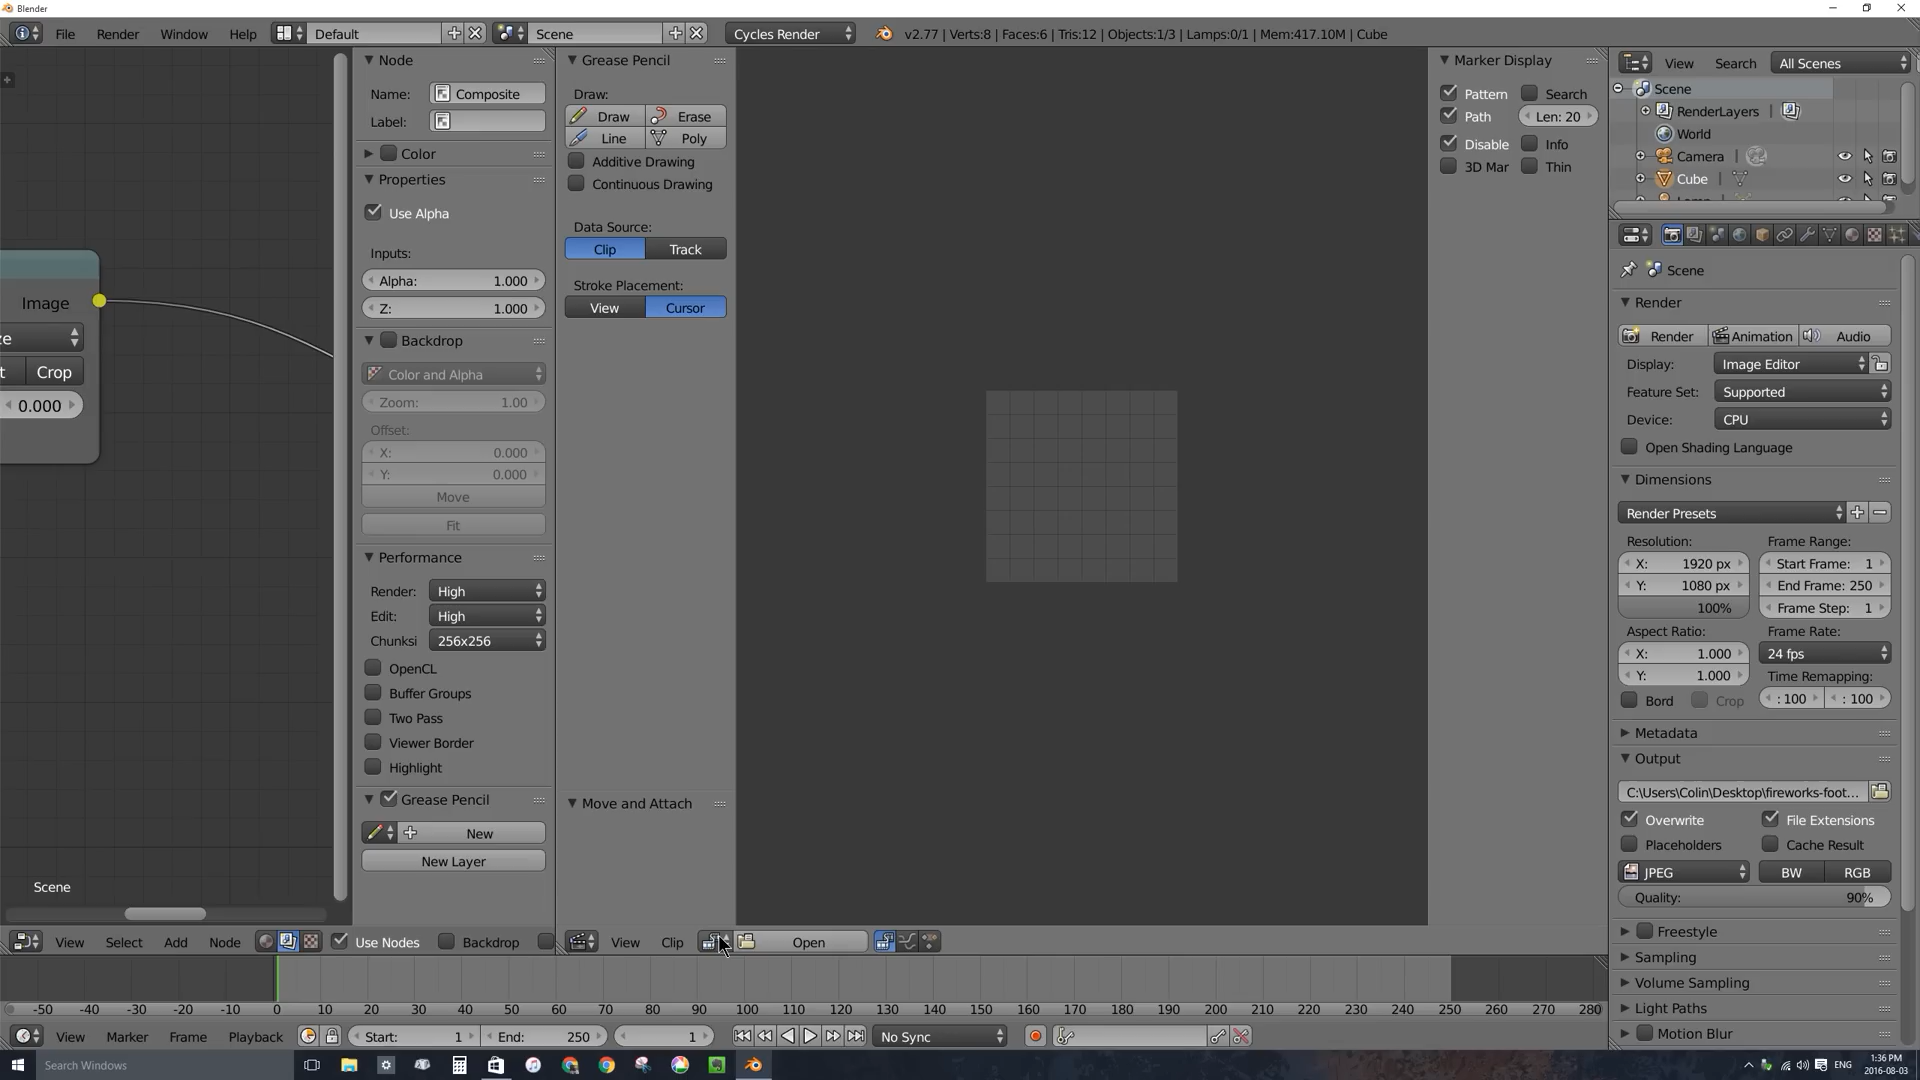 Blender
File Render Window Help Default Scene Cycles Render v2.77 | Verts:8 | Faces:6 | Tris:12 | Objects:1/3 | Lamps:0/1 | Mem:417.10M | Cube
Image
Crop
0.000
Scene
Node
Name: Composite
Label:
Color
Properties
Use Alpha
Inputs:
Alpha: 1.000
Z: 1.000
Backdrop
Color and Alpha
Zoom: 1.00
Offset:
X: 0.000
Y: 0.000
Move
Fit
Performance
Render: High
Edit: High
Chunksi 256x256
OpenCL
Buffer Groups
Two Pass
Viewer Border
Highlight
Grease Pencil
New
New Layer
Grease Pencil
Draw:
Draw Erase
Line Poly
Additive Drawing
Continuous Drawing
Data Source:
Clip Track
Stroke Placement:
View Cursor
Move and Attach
Marker Display
Pattern Search
Path Len: 20
Disable Info
3D Mar Thin
View Search All Scenes
Scene
RenderLayers
World
Camera
Cube
Scene
Render
Render Animation Audio
Display: Image Editor
Feature Set: Supported
Device: CPU
Open Shading Language
Dimensions
Render Presets
Resolution: Frame Range:
X: 1920 px Start Frame: 1
Y: 1080 px End Frame: 250
100% Frame Step: 1
Aspect Ratio: Frame Rate:
X: 1.000 24 fps
Y: 1.000 Time Remapping:
Bord Crop : 100 : 100
Metadata
Output
C:\Users\Colin\Desktop\fireworks-foot...
Overwrite File Extensions
Placeholders Cache Result
JPEG BW RGB
Quality: 90%
Freestyle
Sampling
Volume Sampling
Light Paths
Motion Blur
View Select Add Node Use Nodes Backdrop
View Clip Open
-50 -40 -30 -20 -10 0 10 20 30 40 50 60 70 80 90 100 110 120 130 140 150 160 170 180 190 200 210 220 230 240 250 260 270 280
View Marker Frame Playback Start: 1 End: 250 1 No Sync
Search Windows
ENG
1:36 PM
2016-08-03